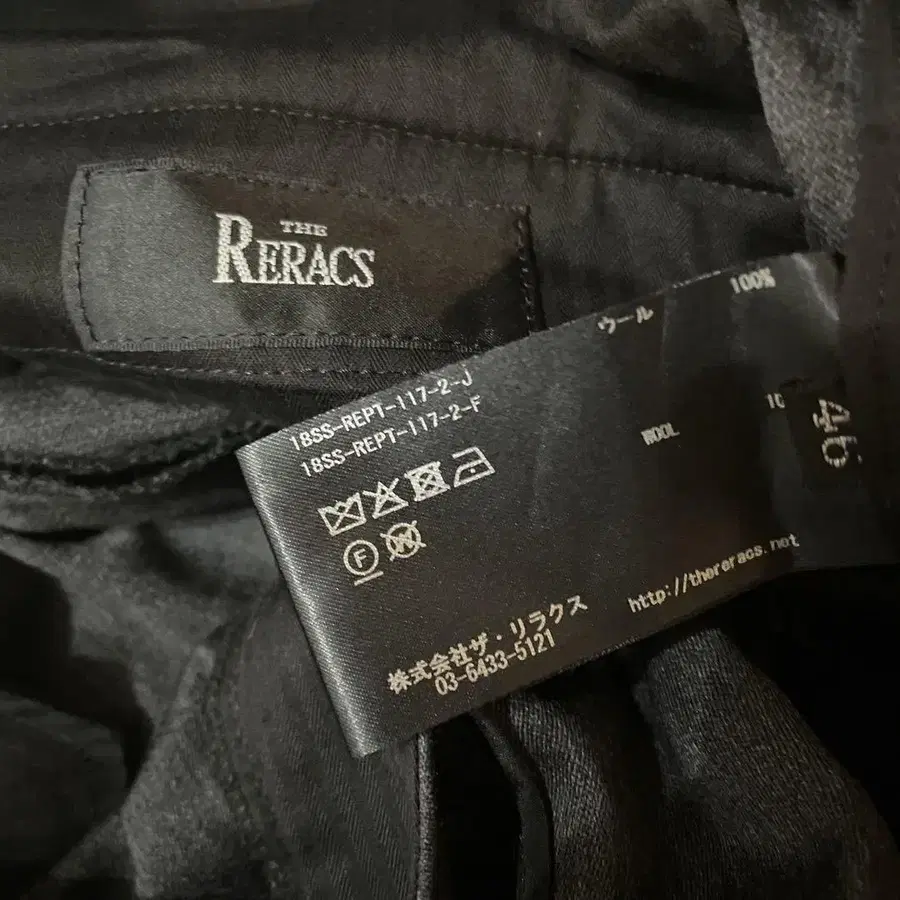 THE
RERACS
ウール 100%
18SS-REPT-117-2-J
18SS-REPT-117-2-F
WOOL
46
F
W
http://thereracs.net
株式会社ザ・リラクス
03-6433-5121